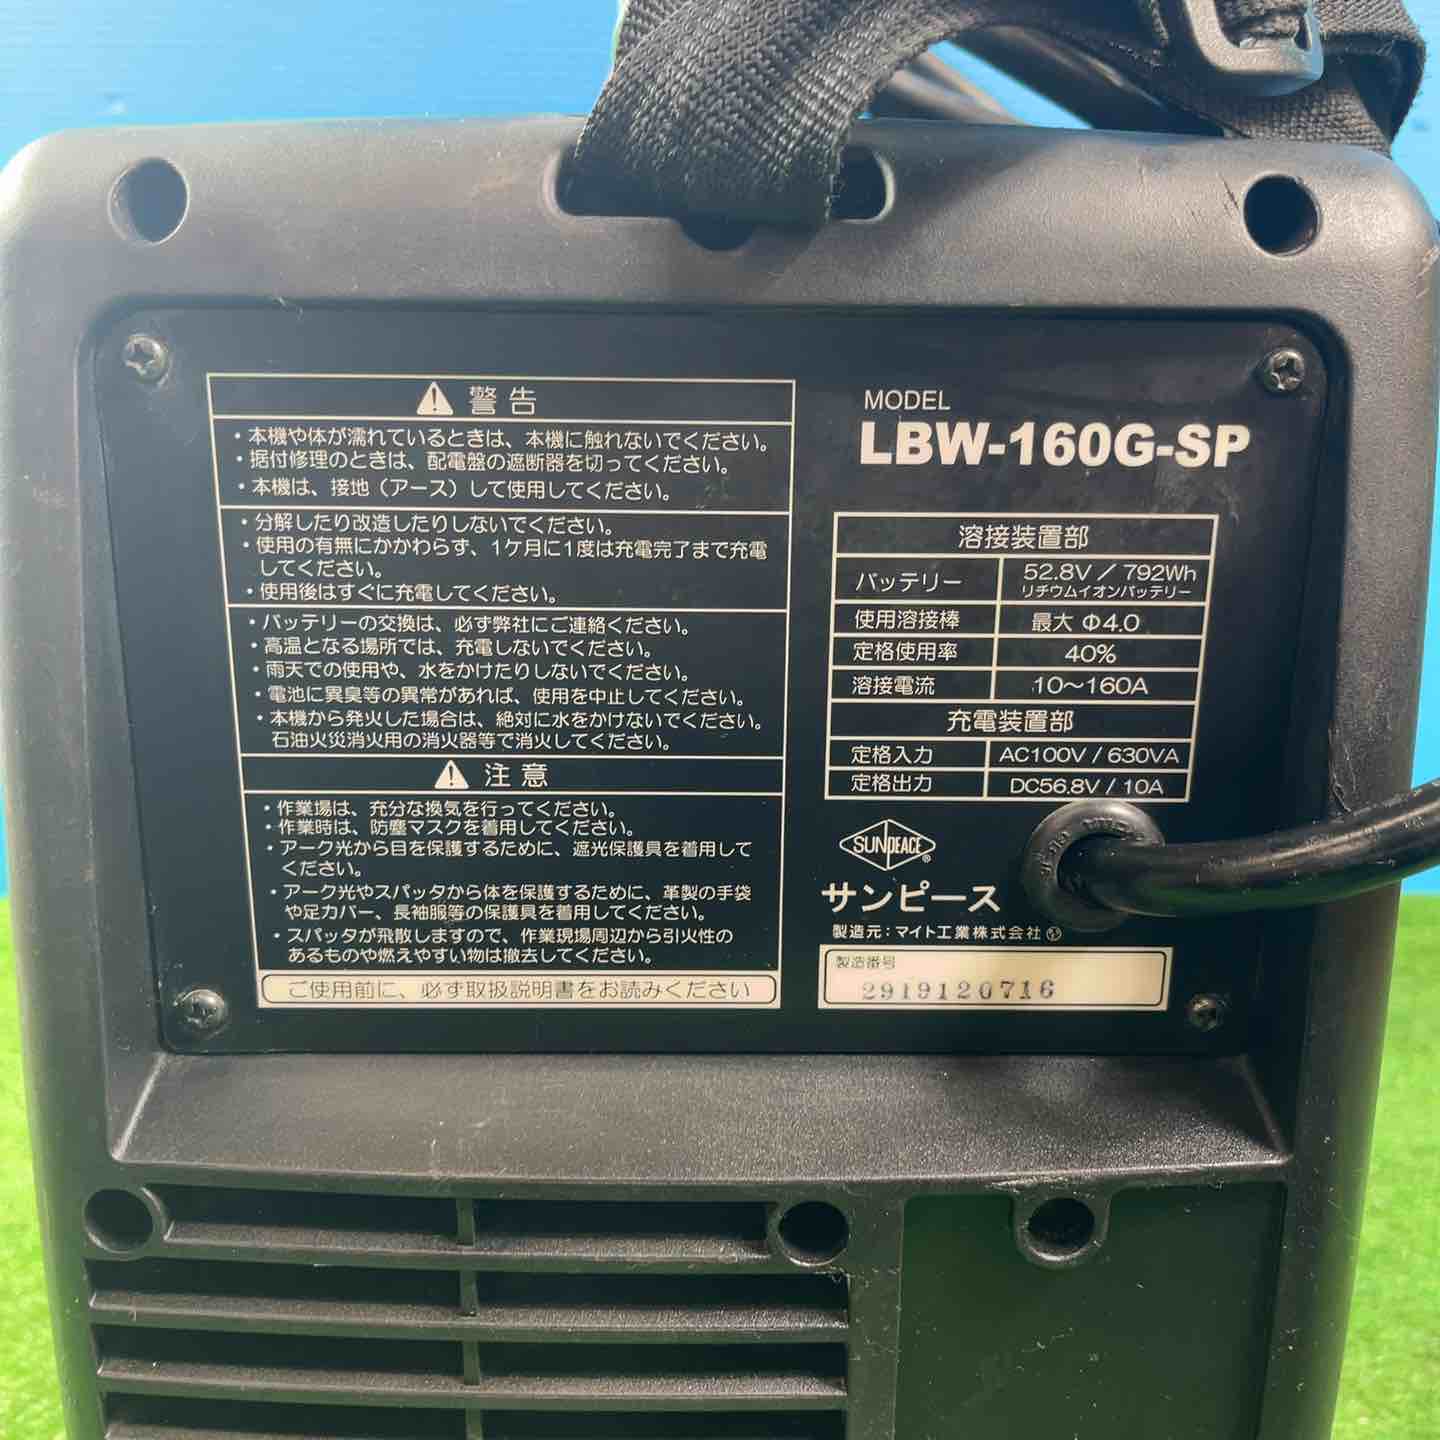 警告
・本機や体が濡れているときは、本機に触れないでください。
・据付修理のときは、配電盤の遮断器を切ってください。
・本機は、接地（アース）して使用してください。
・分解したり改造したりしないでください。
・使用の有無にかかわらず、1ケ月に1度は充電完了まで充電
してください。
・使用後はすぐに充電してください。
・バッテリーの交換は、必ず弊社にご連絡ください。
・高温となる場所では、充電しないでください。
・雨天での使用や、水をかけたりしないでください。
・電池に異臭等の異常があれば、使用を中止してください。
・本機から発火した場合は、絶対に水をかけないでください。
石油火災消火用の消火器等で消火してください。
注意
・作業場は、充分な換気を行ってください。
・作業時は、防塵マスクを着用してください。
・アーク光から目を保護するために、遮光保護具を着用して
ください。
・アーク光やスパッタから体を保護するために、革製の手袋
や足カバー、長袖服等の保護具を着用してください。
・スパッタが飛散しますので、作業現場周辺から引火性の
あるものや燃えやすい物は撤去してください。
ご使用前に、必ず取扱説明書をお読みください
MODEL
LBW-160G-SP
溶接装置部
バッテリー 52.8V／792Wh
リチウムイオンバッテリー
使用溶接棒 最大 Φ4.0
定格使用率 40%
溶接電流 10～160A
充電装置部
定格入力 AC100V / 630VA
定格出力 DC56.8V / 10A
SUNPEACE®
サンピース
製造元：マイト工業株式会社
製造番号
2919120716